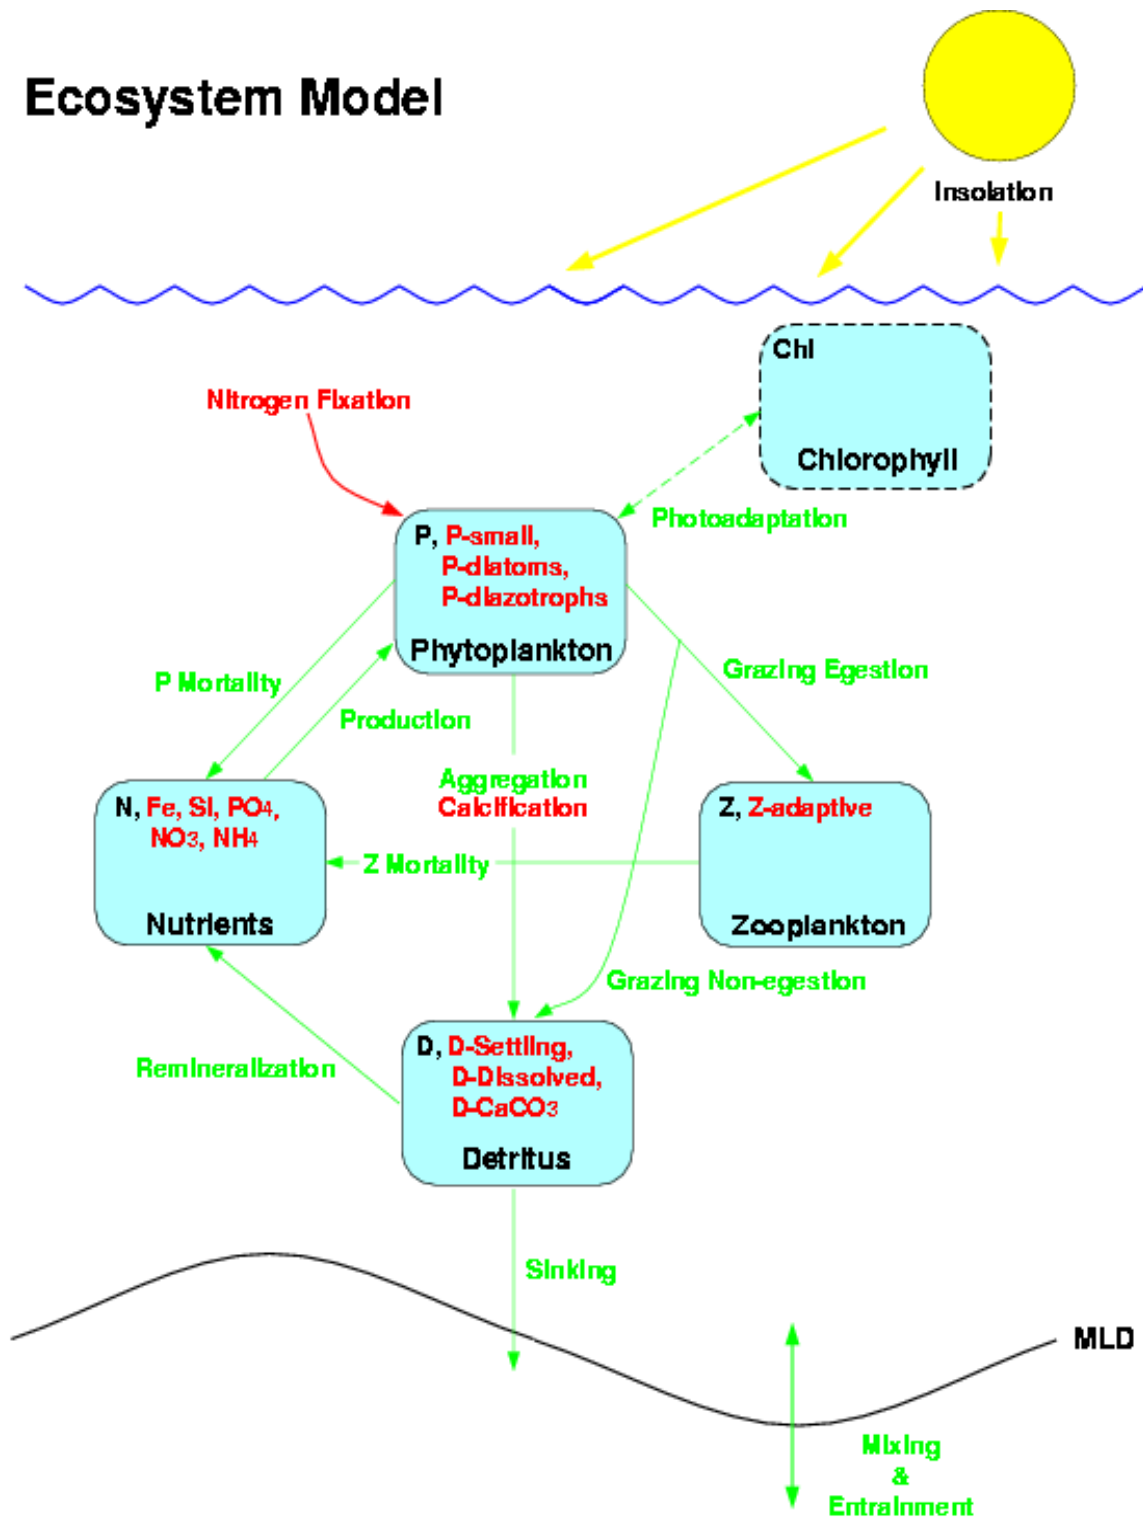 Ecosystem Model
Insolation
Chl
Chlorophyll
Nitrogen Fixation
Photoadaptation
P, P-small,
P-diatoms,
P-diazotrophs
Phytoplankton
P Mortality
Production
Grazing Egestion
Aggregation
Calcification
N, Fe, Si, PO4,
NO3, NH4
Nutrients
Z Mortality
Z, Z-adaptive
Zooplankton
Grazing Non-egestion
Remineralization
D, D-Settling,
D-Dissolved,
D-CaCO3
Detritus
Sinking
MLD
Mixing
&
Entrainment